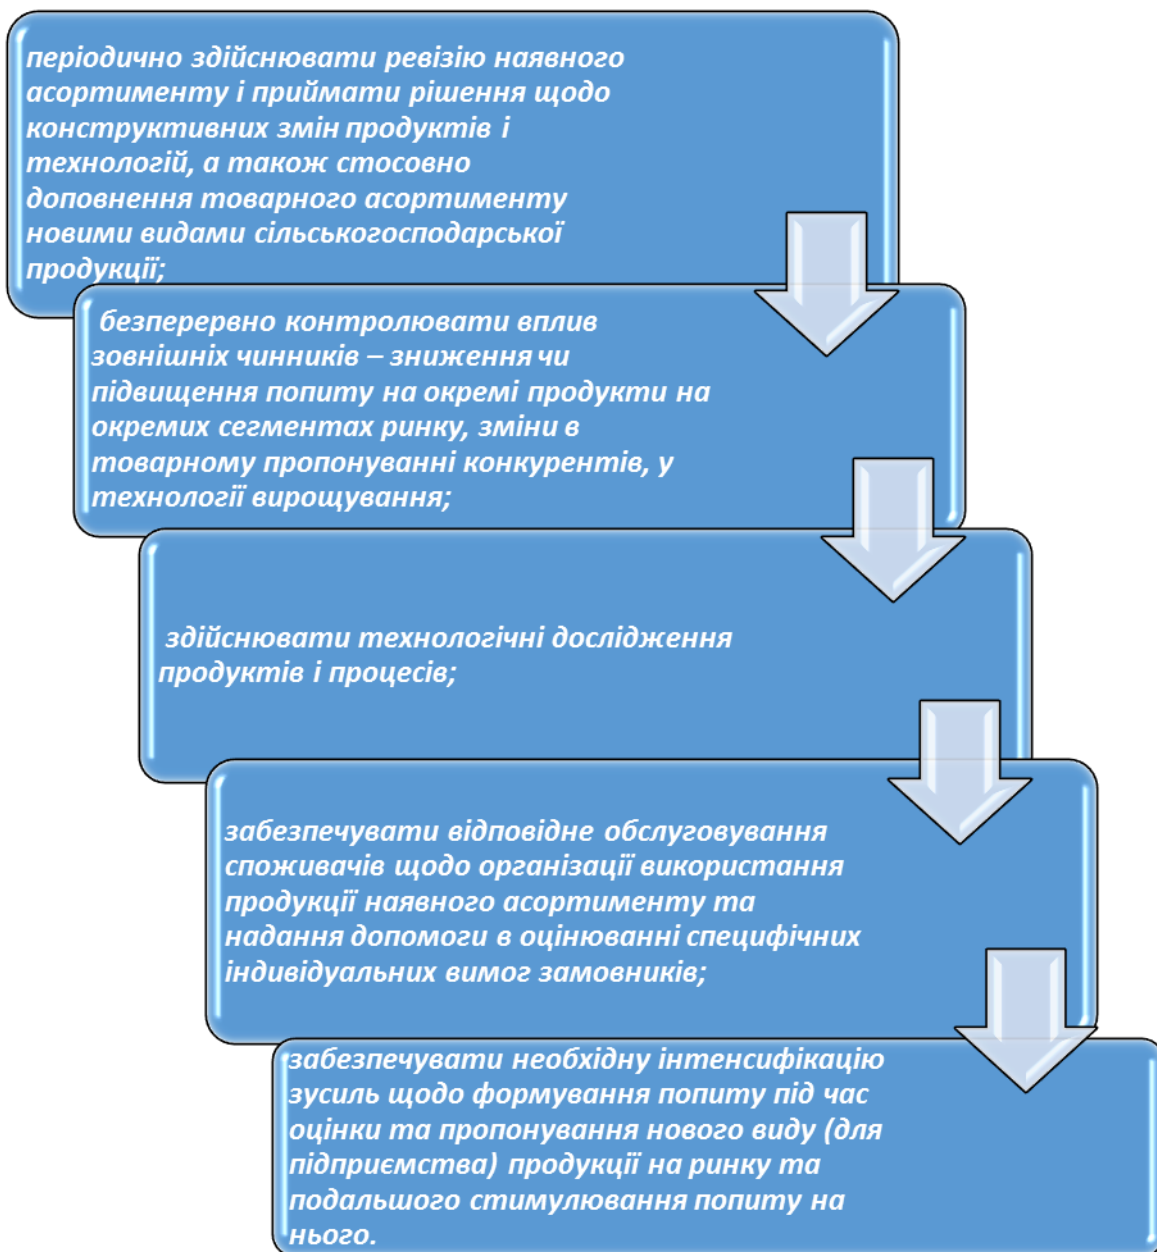 періодично здійснювати ревізію наявного
асортименту і приймати рішення щодо
конструктивних змін продуктів і
технологій, а також стосовно
доповнення товарного асортименту
новими видами сільськогосподарської
продукції;
безперервно контролювати вплив
зовнішніх чинників – зниження чи
підвищення попиту на окремі продукти на
окремих сегментах ринку, зміни в
товарному пропонуванні конкурентів, у
технології вирощування;
здійснювати технологічні дослідження
продуктів і процесів;
забезпечувати відповідне обслуговування
споживачів щодо організації використання
продукції наявного асортименту та
надання допомоги в оцінюванні специфічних
індивідуальних вимог замовників;
забезпечувати необхідну інтенсифікацію
зусиль щодо формування попиту під час
оцінки та пропонування нового виду (для
підприємства) продукції на ринку та
подальшого стимулювання попиту на
нього.